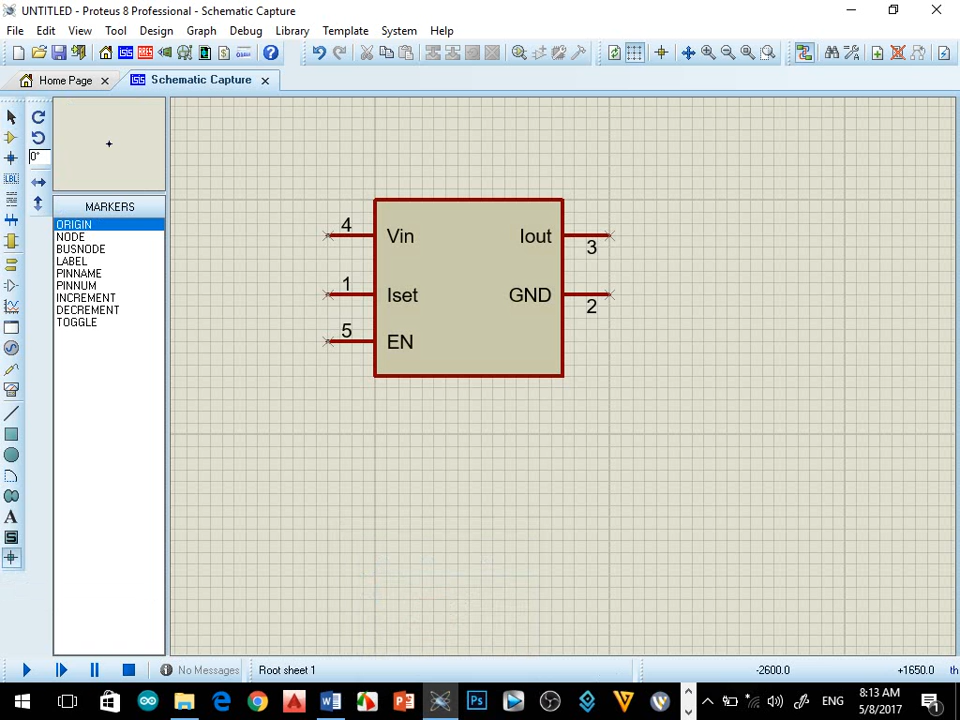 UNTITLED - Proteus 8 Professional - Schematic Capture
File Edit View Tool Design Graph Debug Library Template System Help
Home Page Schematic Capture
0°
LBL
MARKERS
ORIGIN
NODE
BUSNODE
LABEL
PINNAME
PINNUM
INCREMENT
DECREMENT
TOGGLE
4 Vin Iout 3
1 Iset GND 2
5 EN
A
S
No Messages Root sheet 1 -2600.0 +1650.0 th
ENG 8:13 AM
5/8/2017 1